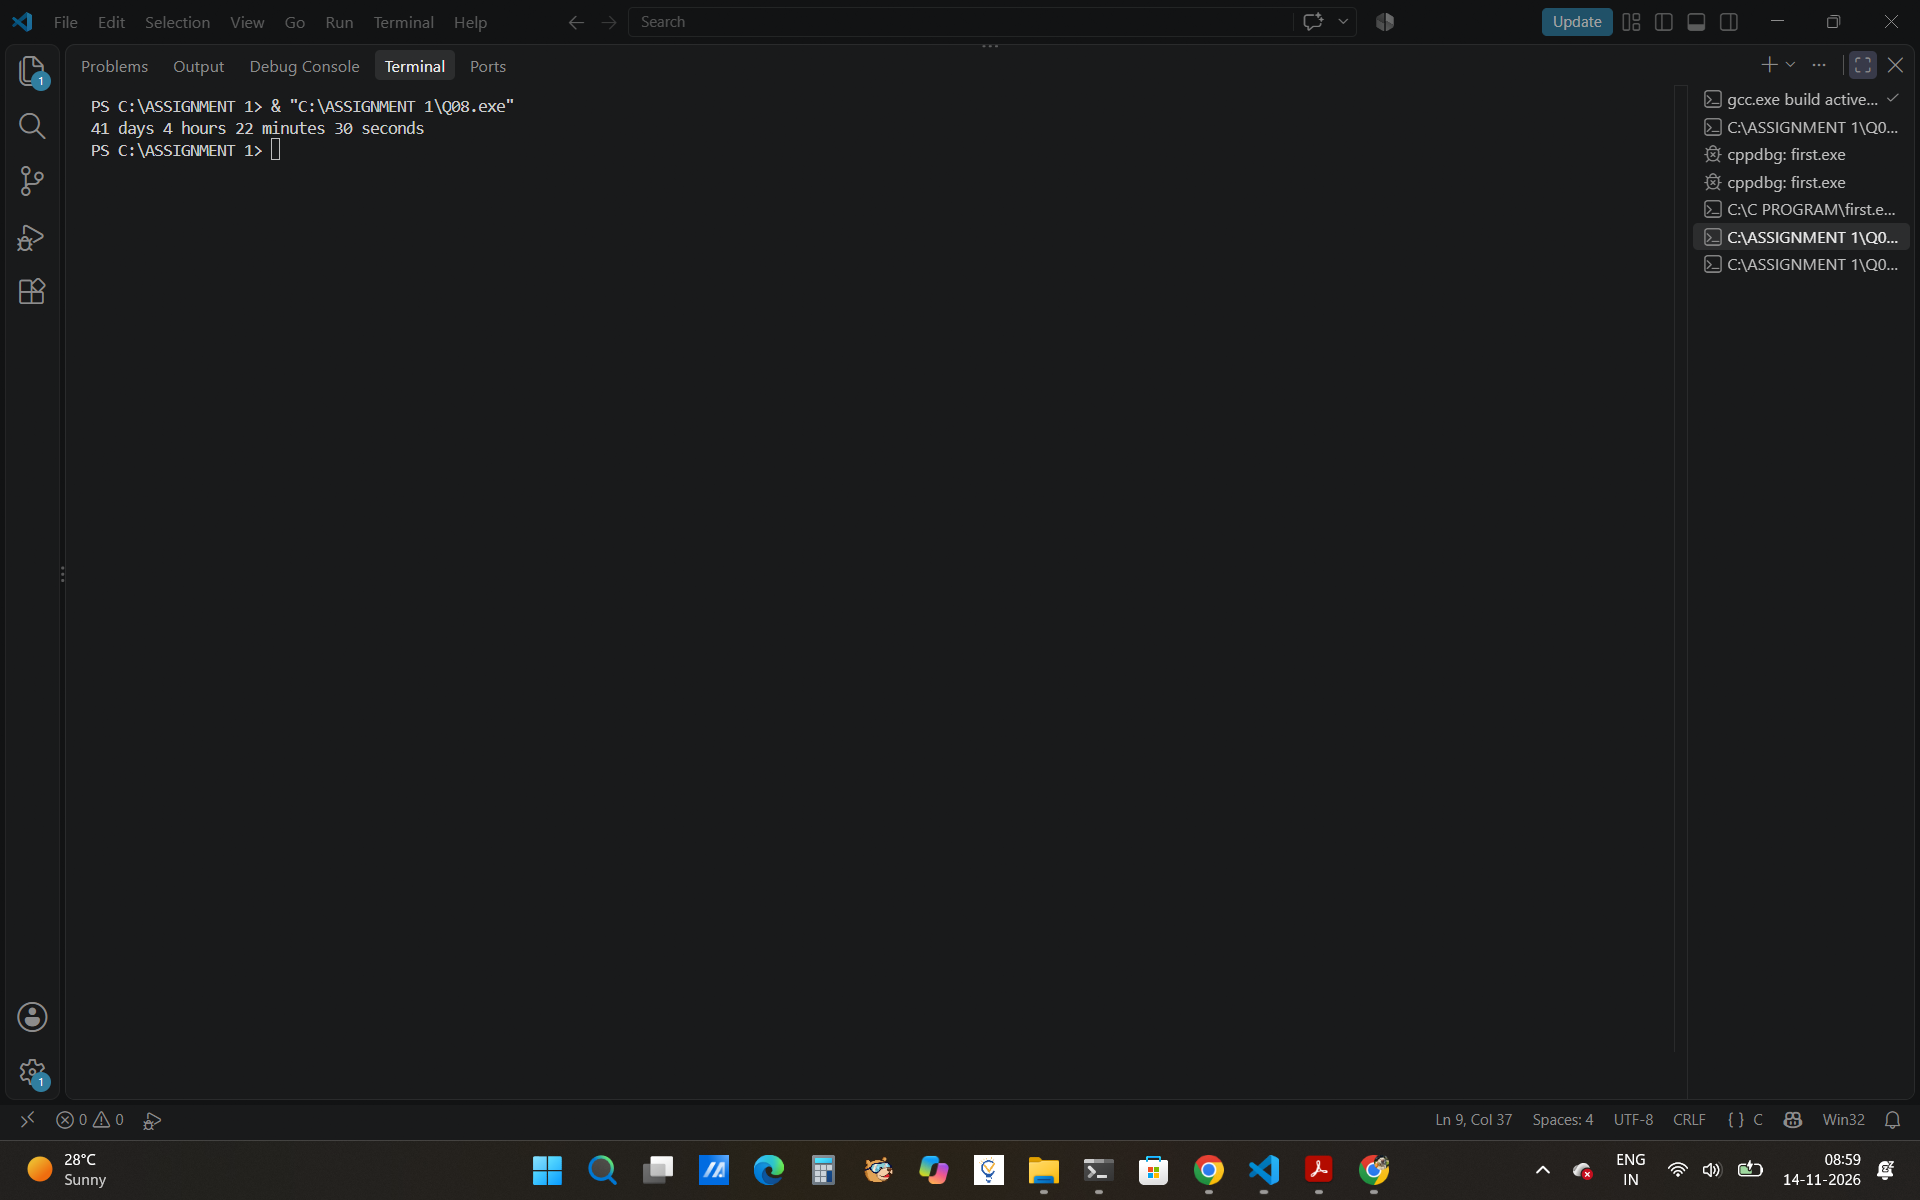 File Edit Selection View Go Run Terminal Help
Search
Update
Problems Output Debug Console Terminal Ports
PS C:\ASSIGNMENT 1> & "C:\ASSIGNMENT 1\Q08.exe"
41 days 4 hours 22 minutes 30 seconds
PS C:\ASSIGNMENT 1>
gcc.exe build active...
C:\ASSIGNMENT 1\Q0...
cppdbg: first.exe
cppdbg: first.exe
C:\C PROGRAM\first.e...
C:\ASSIGNMENT 1\Q0...
C:\ASSIGNMENT 1\Q0...
1
1
0 0
Ln 9, Col 37 Spaces: 4 UTF-8 CRLF { } C Win32
28°C
Sunny
ENG
IN
08:59
14-11-2026